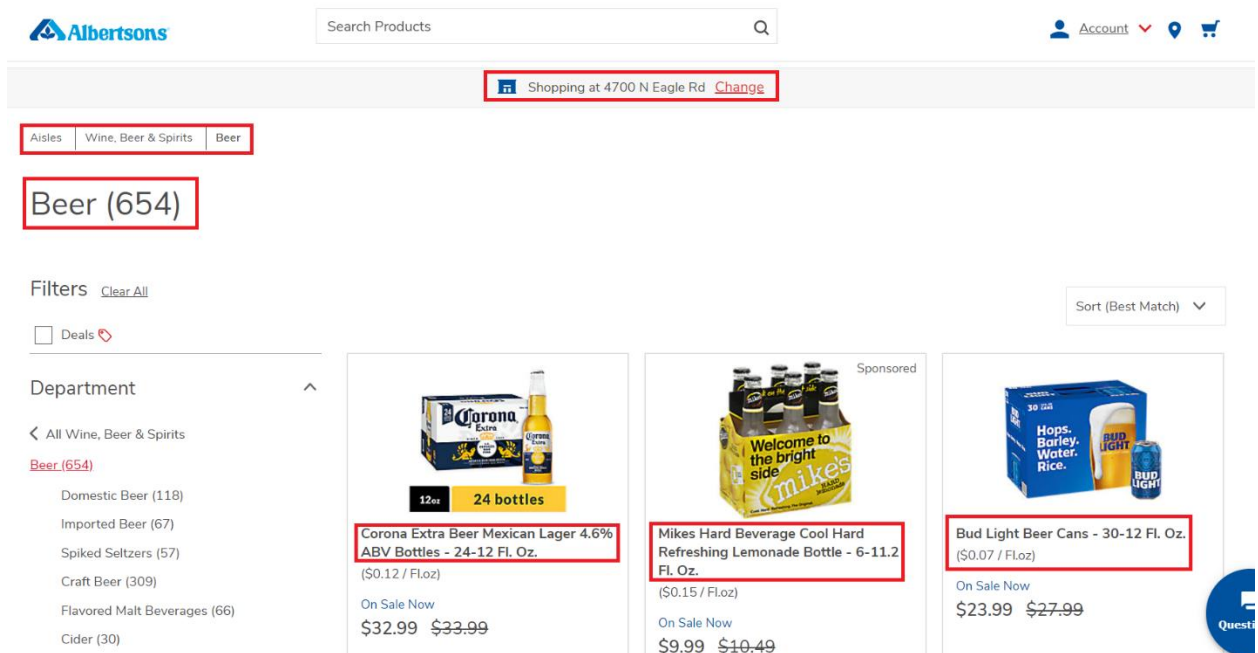 Albertsons
Search Products
Account
Shopping at 4700 N Eagle Rd Change
Aisles Wine, Beer & Spirits Beer
Beer (654)
Filters Clear All
Sort (Best Match)
Deals
Department
All Wine, Beer & Spirits
Beer (654)
Domestic Beer (118)
Imported Beer (67)
Spiked Seltzers (57)
Craft Beer (309)
Flavored Malt Beverages (66)
Cider (30)
Corona
Extra
12oz 24 bottles
Corona Extra Beer Mexican Lager 4.6%
ABV Bottles - 24-12 Fl. Oz.
($0.12 / Fl.oz)
On Sale Now
$32.99 $33.99
Sponsored
Welcome to
the bright
side
mike's
HARD
Mikes Hard Beverage Cool Hard
Refreshing Lemonade Bottle - 6-11.2
Fl. Oz.
($0.15 / Fl.oz)
On Sale Now
$9.99 $10.49
30
Hops.
Barley.
Water.
Rice.
BUD
LIGHT
BUD
LIGHT
Bud Light Beer Cans - 30-12 Fl. Oz.
($0.07 / Fl.oz)
On Sale Now
$23.99 $27.99
Questi